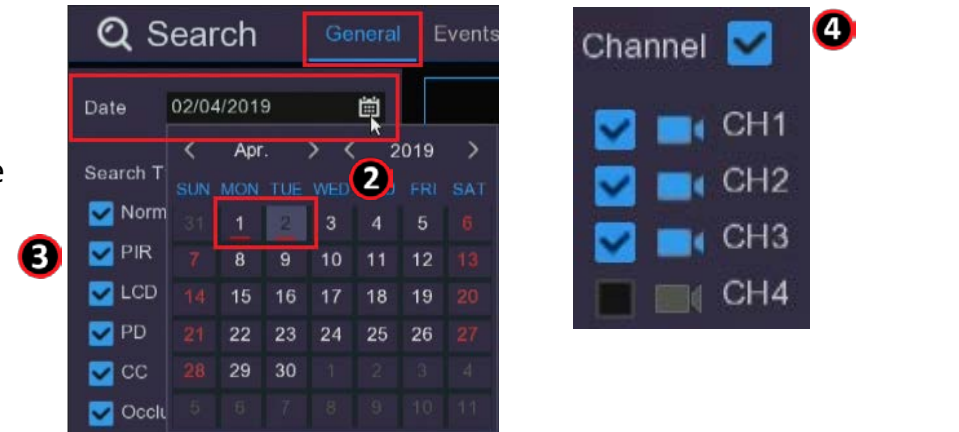 Search General Events
Date 02/04/2019
< Apr. > < 2019 >
Search T
SUN MON TUE WED FRI SAT
Norm 31 1 2 3 4 5 6
PIR 7 8 9 10 11 12 13
LCD 14 15 16 17 18 19 20
PD 21 22 23 24 25 26 27
CC 28 29 30 1 2 3 4
Occlu 5 6 7 8 9 10 11
e
2
3
Channel 4
CH1
CH2
CH3
CH4